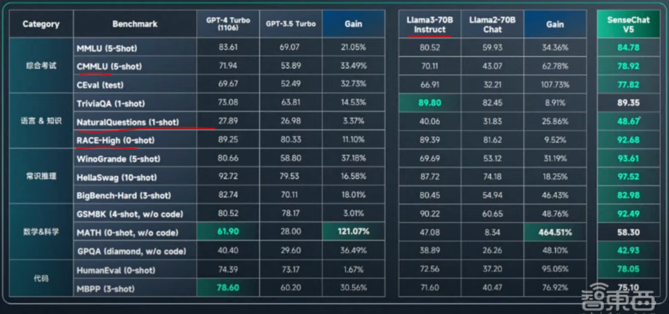 Category Benchmark GPT-4 Turbo (1106) GPT-3.5 Turbo Gain Llama3-70B Instruct Llama2-70B Chat Gain SenseChat V5
综合考试
MMLU (5-Shot) 83.61 69.07 21.05% 80.52 59.93 34.36% 84.78
CMMLU (5-shot) 71.94 53.89 33.49% 70.11 43.07 62.78% 78.92
CEval (test) 69.67 52.49 32.73% 66.91 32.21 107.73% 77.82
语言 & 知识
TriviaQA (1-shot) 73.08 63.81 14.53% 89.80 82.45 8.91% 89.35
NaturalQuestions (1-shot) 27.89 26.98 3.37% 40.06 31.83 25.86% 48.67
RACE-High (0-shot) 89.25 80.33 11.10% 89.39 81.62 9.52% 92.68
常识推理
WinoGrande (5-shot) 80.66 58.80 37.18% 69.69 53.12 31.19% 93.61
HellaSwag (10-shot) 92.72 79.53 16.58% 87.72 74.18 18.25% 97.52
BigBench-Hard (3-shot) 82.74 70.11 18.01% 80.45 54.94 46.43% 82.98
数学&科学
GSM8K (4-shot, w/o code) 80.52 78.17 3.01% 90.22 60.65 48.76% 92.49
MATH (0-shot, w/o code) 61.90 28.00 121.07% 47.08 8.34 464.51% 58.30
GPQA (diamond, w/o code) 40.40 29.60 36.49% 38.89 26.26 48.10% 42.93
代码
HumanEval (0-shot) 74.39 73.17 1.67% 72.56 37.20 95.05% 78.05
MBPP (3-shot) 78.60 60.20 30.56% 71.60 40.47 76.92% 75.10
智東西